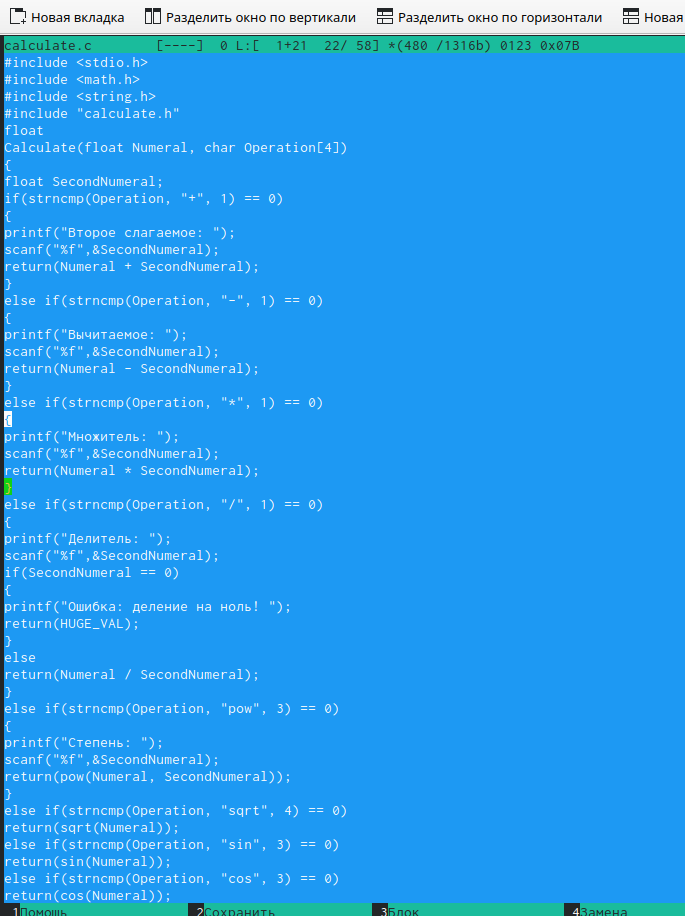 Новая вкладка Разделить окно по вертикали Разделить окно по горизонтали Новая
calculate.c [----] 0 L:[ 1+21 22/ 58] *(480 /1316b) 0123 0x07B
#include <stdio.h>
#include <math.h>
#include <string.h>
#include "calculate.h"
float
Calculate(float Numeral, char Operation[4])
{
float SecondNumeral;
if(strncmp(Operation, "+", 1) == 0)
{
printf("Второе слагаемое: ");
scanf("%f",&SecondNumeral);
return(Numeral + SecondNumeral);
}
else if(strncmp(Operation, "-", 1) == 0)
{
printf("Вычитаемое: ");
scanf("%f",&SecondNumeral);
return(Numeral - SecondNumeral);
}
else if(strncmp(Operation, "*", 1) == 0)
{
printf("Множитель: ");
scanf("%f",&SecondNumeral);
return(Numeral * SecondNumeral);
}
else if(strncmp(Operation, "/", 1) == 0)
{
printf("Делитель: ");
scanf("%f",&SecondNumeral);
if(SecondNumeral == 0)
{
printf("Ошибка: деление на ноль! ");
return(HUGE_VAL);
}
else
return(Numeral / SecondNumeral);
}
else if(strncmp(Operation, "pow", 3) == 0)
{
printf("Степень: ");
scanf("%f",&SecondNumeral);
return(pow(Numeral, SecondNumeral));
}
else if(strncmp(Operation, "sqrt", 4) == 0)
return(sqrt(Numeral));
else if(strncmp(Operation, "sin", 3) == 0)
return(sin(Numeral));
else if(strncmp(Operation, "cos", 3) == 0)
return(cos(Numeral));
1Помощь 2Сохранить 3Блок 4Замена